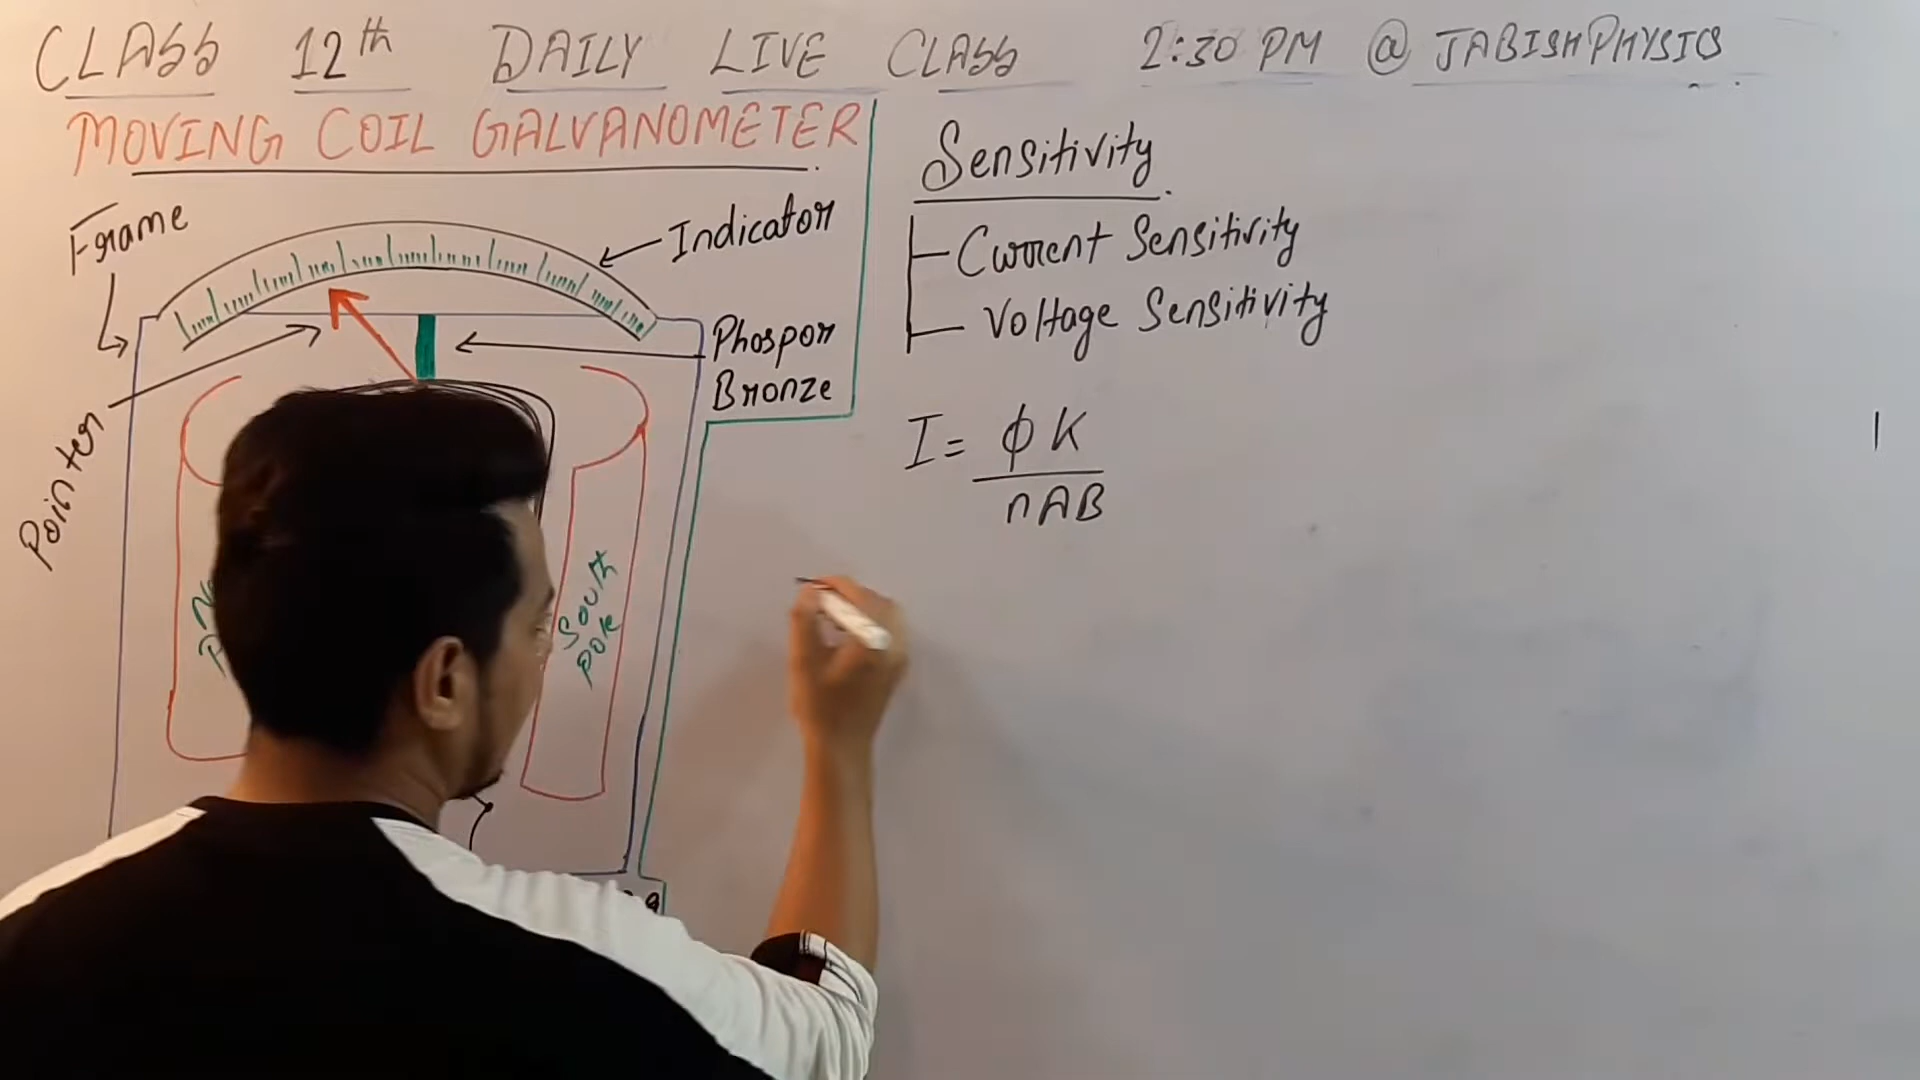 CLASS 12th DAILY LIVE CLASS 2:30 PM @ JABISHPHYSICS
MOVING COIL GALVANOMETER
Frame
Indicator
Phospor
Bronze
Pointer
South
Pole
Sensitivity
Current Sensitivity
Voltage Sensitivity
I = ϕK
nAB